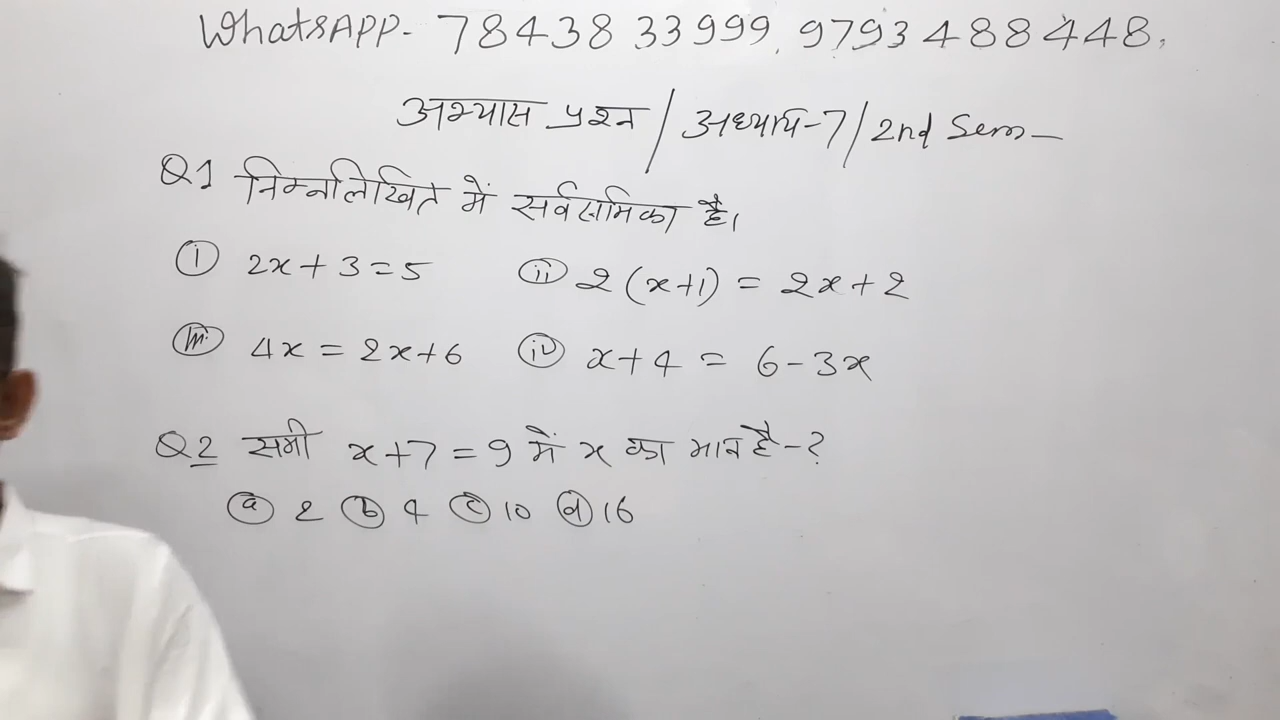 WhatsAPP- 78438 33999, 9793488448,
अभ्यास प्रश्न / अध्याय-7 / 2nd Sem-
Q1 निम्नलिखित में सर्वसमिका है।
(i) 2x+3=5 (ii) 2(x+1) = 2x+2
(iii) 4x = 2x+6 (iv) x+4 = 6-3x
Q2 समी x+7=9 में x का मान है-?
(a) 2 (b) 4 (c) 10 (d) 16